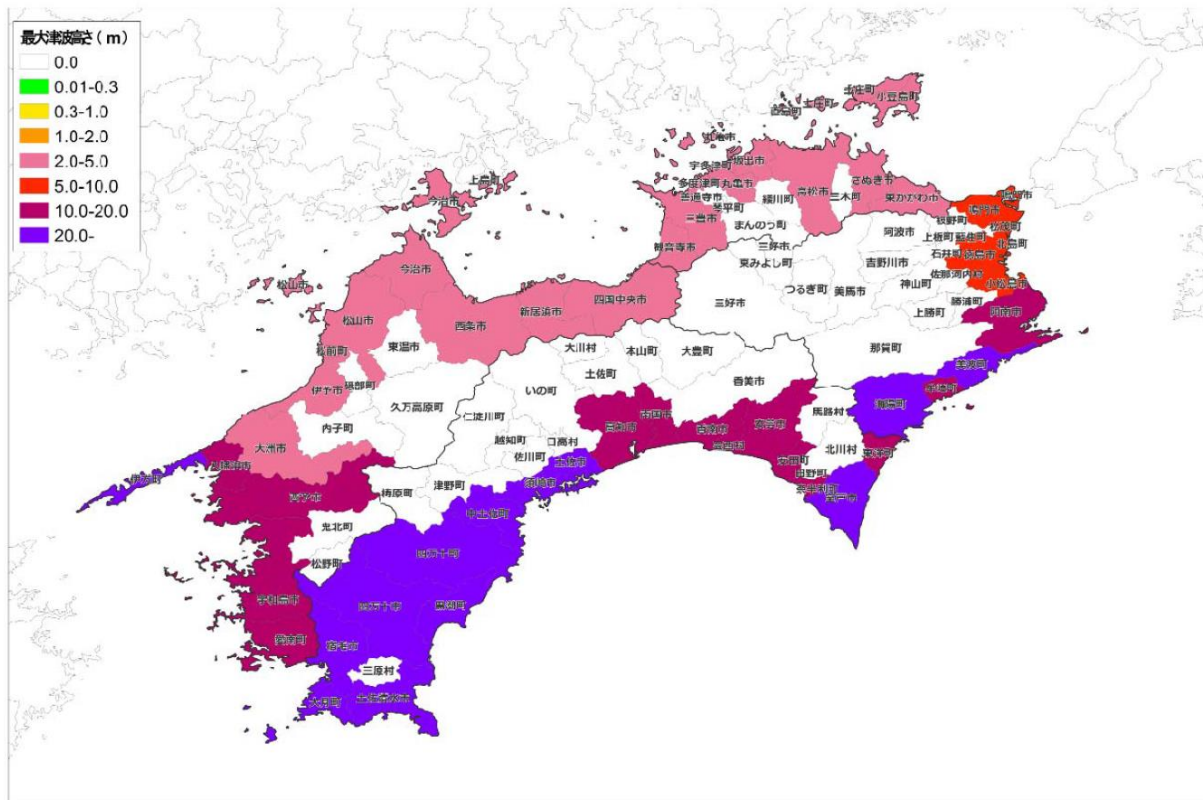 最大津波高さ（m）
0.0
0.01-0.3
0.3-1.0
1.0-2.0
2.0-5.0
5.0-10.0
10.0-20.0
20.0-
土庄町
小豆島町
土庄町
直島町
丸亀市
宇多津町
坂出市
上島町
今治市
多度津町
丸亀市
善通寺市
琴平町
綾川町
高松市
三木町
さぬき市
東かがわ市
三豊市
まんのう町
観音寺市
三好市
東みよし町
鳴門市
鳴門市
板野町
松茂町
阿波市
上板町
藍住町
北島町
石井町
徳島市
吉野川市
佐那河内村
小松島市
神山町
つるぎ町
美馬市
三好市
勝浦町
上勝町
阿南市
那賀町
美波町
牟岐町
海陽町
今治市
松山市
松山市
四国中央市
新居浜市
西条市
松前町
東温市
砥部町
伊予市
久万高原町
内子町
大洲市
八幡浜市
伊方町
西予市
鬼北町
松野町
宇和島市
愛南町
大川村
本山町
大豊町
土佐町
いの町
香美市
仁淀川町
越知町
日高村
佐川町
土佐市
高知市
南国市
香南市
芸西村
安芸市
馬路村
北川村
安田町
田野町
奈半利町
東洋町
室戸市
須崎市
津野町
梼原町
中土佐町
四万十町
四万十市
黒潮町
宿毛市
三原村
大月町
土佐清水市